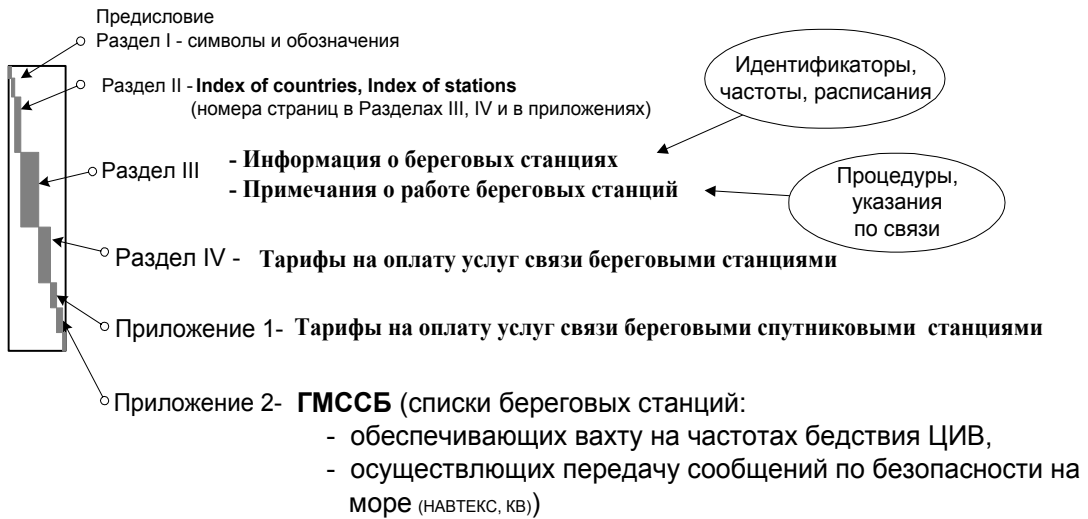 Предисловие
Раздел I - символы и обозначения
Раздел II - Index of countries, Index of stations
(номера страниц в Разделах III, IV и в приложениях)
Идентификаторы,
частоты, расписания
Раздел III
- Информация о береговых станциях
- Примечания о работе береговых станций
Процедуры,
указания
по связи
Раздел IV - Тарифы на оплату услуг связи береговыми станциями
Приложение 1- Тарифы на оплату услуг связи береговыми спутниковыми станциями
Приложение 2- ГМССБ (списки береговых станций:
- обеспечивающих вахту на частотах бедствия ЦИВ,
- осуществлющих передачу сообщений по безопасности на
море (НАВТЕКС, КВ))